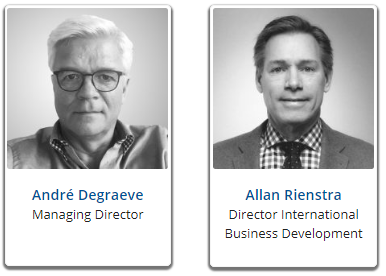 André Degraeve
Managing Director
Allan Rienstra
Director International
Business Development